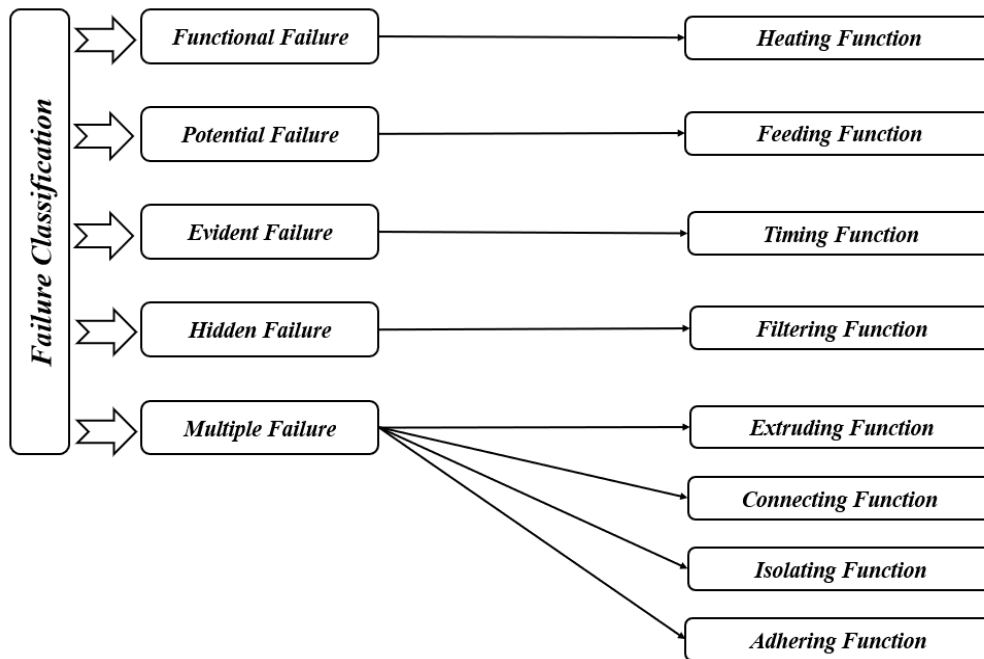 Failure Classification
Functional Failure
Heating Function
Potential Failure
Feeding Function
Evident Failure
Timing Function
Hidden Failure
Filtering Function
Multiple Failure
Extruding Function
Connecting Function
Isolating Function
Adhering Function